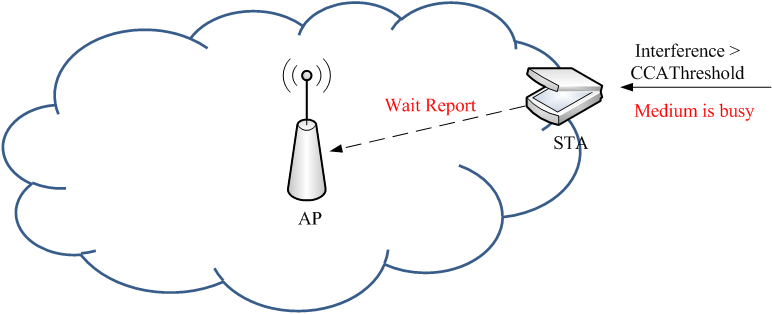 Interference >
CCAThreshold
Wait Report
Medium is busy
STA
AP